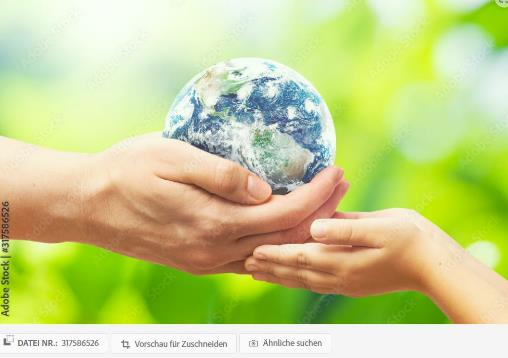 Adobe Stock | 317586526
DATEI NR.: 317586526
Vorschau für Zuschneiden
Ähnliche suchen